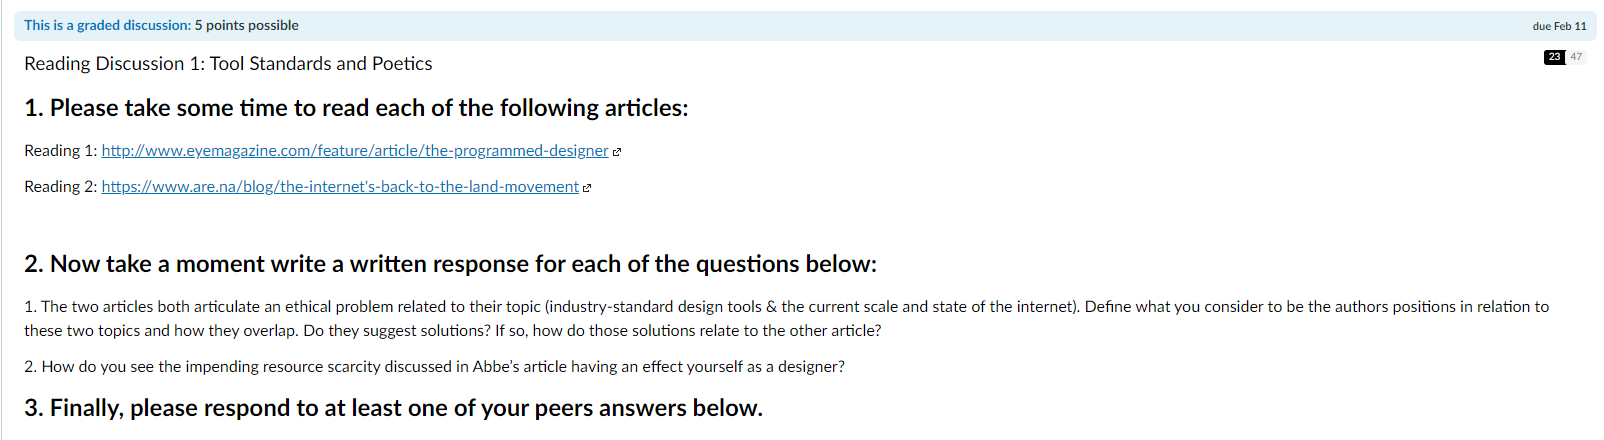 This is a graded discussion: 5 points possible
due Feb 11
Reading Discussion 1: Tool Standards and Poetics
23 47
1. Please take some time to read each of the following articles:
Reading 1: http://www.eyemagazine.com/feature/article/the-programmed-designer
Reading 2: https://www.are.na/blog/the-internet's-back-to-the-land-movement
2. Now take a moment write a written response for each of the questions below:
1. The two articles both articulate an ethical problem related to their topic (industry-standard design tools & the current scale and state of the internet). Define what you consider to be the authors positions in relation to
these two topics and how they overlap. Do they suggest solutions? If so, how do those solutions relate to the other article?
2. How do you see the impending resource scarcity discussed in Abbe's article having an effect yourself as a designer?
3. Finally, please respond to at least one of your peers answers below.